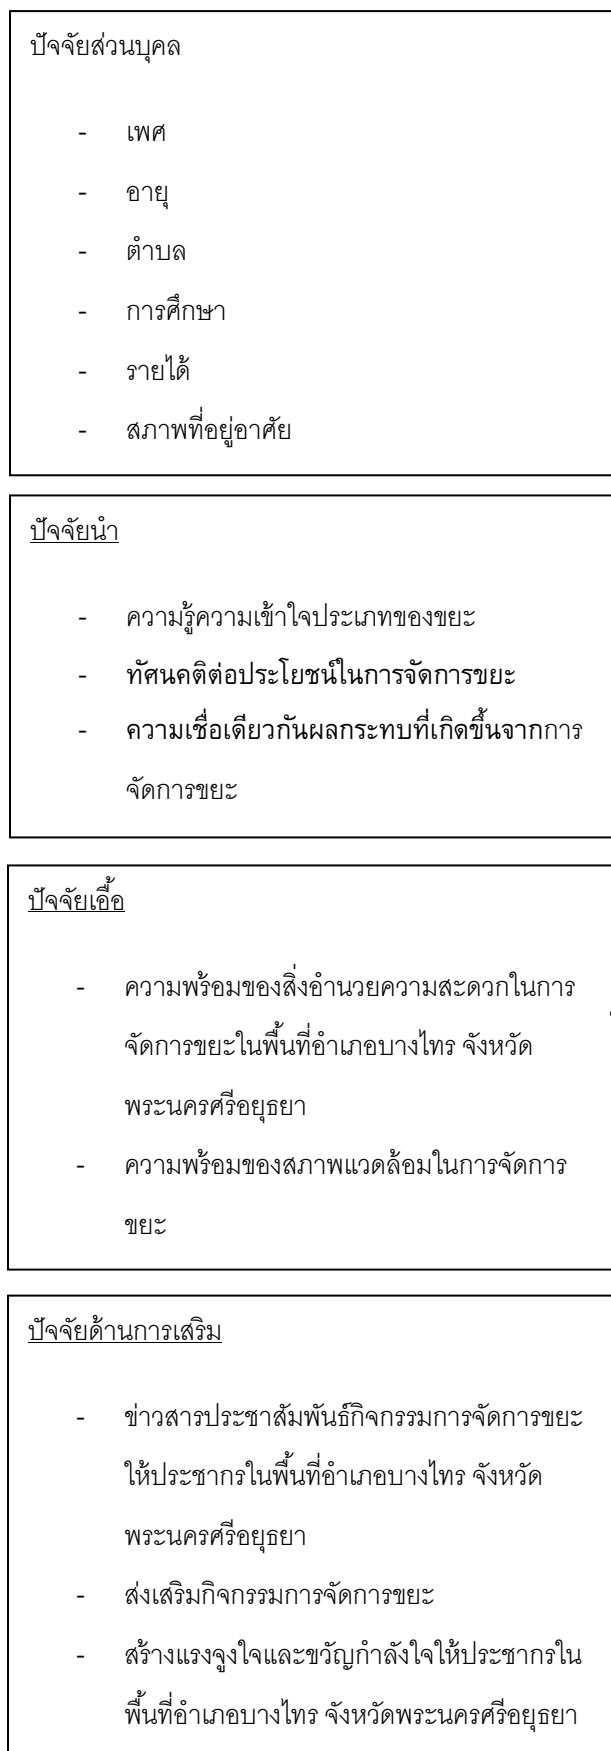 ปัจจัยส่วนบุคล
- เพศ
- อายุ
- ตำบล
- การศึกษา
- รายได้
- สภาพที่อยู่อาศัย
ปัจจัยนำ
- ความรู้ความเข้าใจประเภทของขยะ
- ทัศนคติต่อประโยชน์ในการจัดการขยะ
- ความเชื่อเดียวกันผลกระทบที่เกิดขึ้นจากการ
จัดการขยะ
ปัจจัยเอื้อ
- ความพร้อมของสิ่งอำนวยความสะดวกในการ
จัดการขยะในพื้นที่อำเภอบางไทร จังหวัด
พระนครศรีอยุธยา
- ความพร้อมของสภาพแวดล้อมในการจัดการ
ขยะ
ปัจจัยด้านการเสริม
- ข่าวสารประชาสัมพันธ์กิจกรรมการจัดการขยะ
ให้ประชากรในพื้นที่อำเภอบางไทร จังหวัด
พระนครศรีอยุธยา
- ส่งเสริมกิจกรรมการจัดการขยะ
- สร้างแรงจูงใจและขวัญกำลังใจให้ประชากรใน
พื้นที่อำเภอบางไทร จังหวัดพระนครศรีอยุธยา